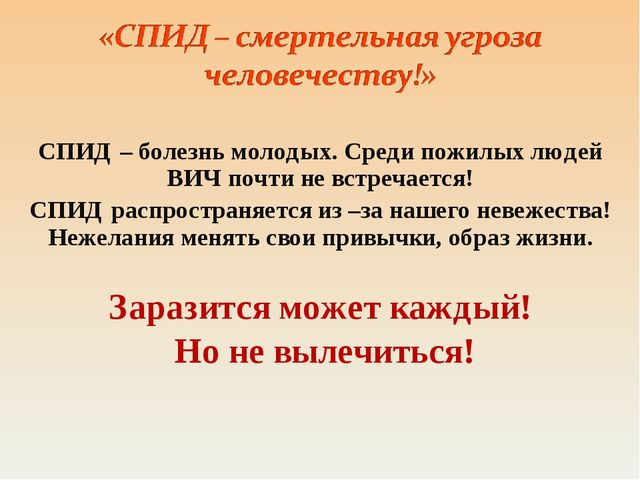 «СПИД – смертельная угроза
человечеству!»
СПИД – болезнь молодых. Среди пожилых людей
ВИЧ почти не встречается!
СПИД распространяется из –за нашего невежества!
Нежелания менять свои привычки, образ жизни.
Заразится может каждый!
Но не вылечиться!